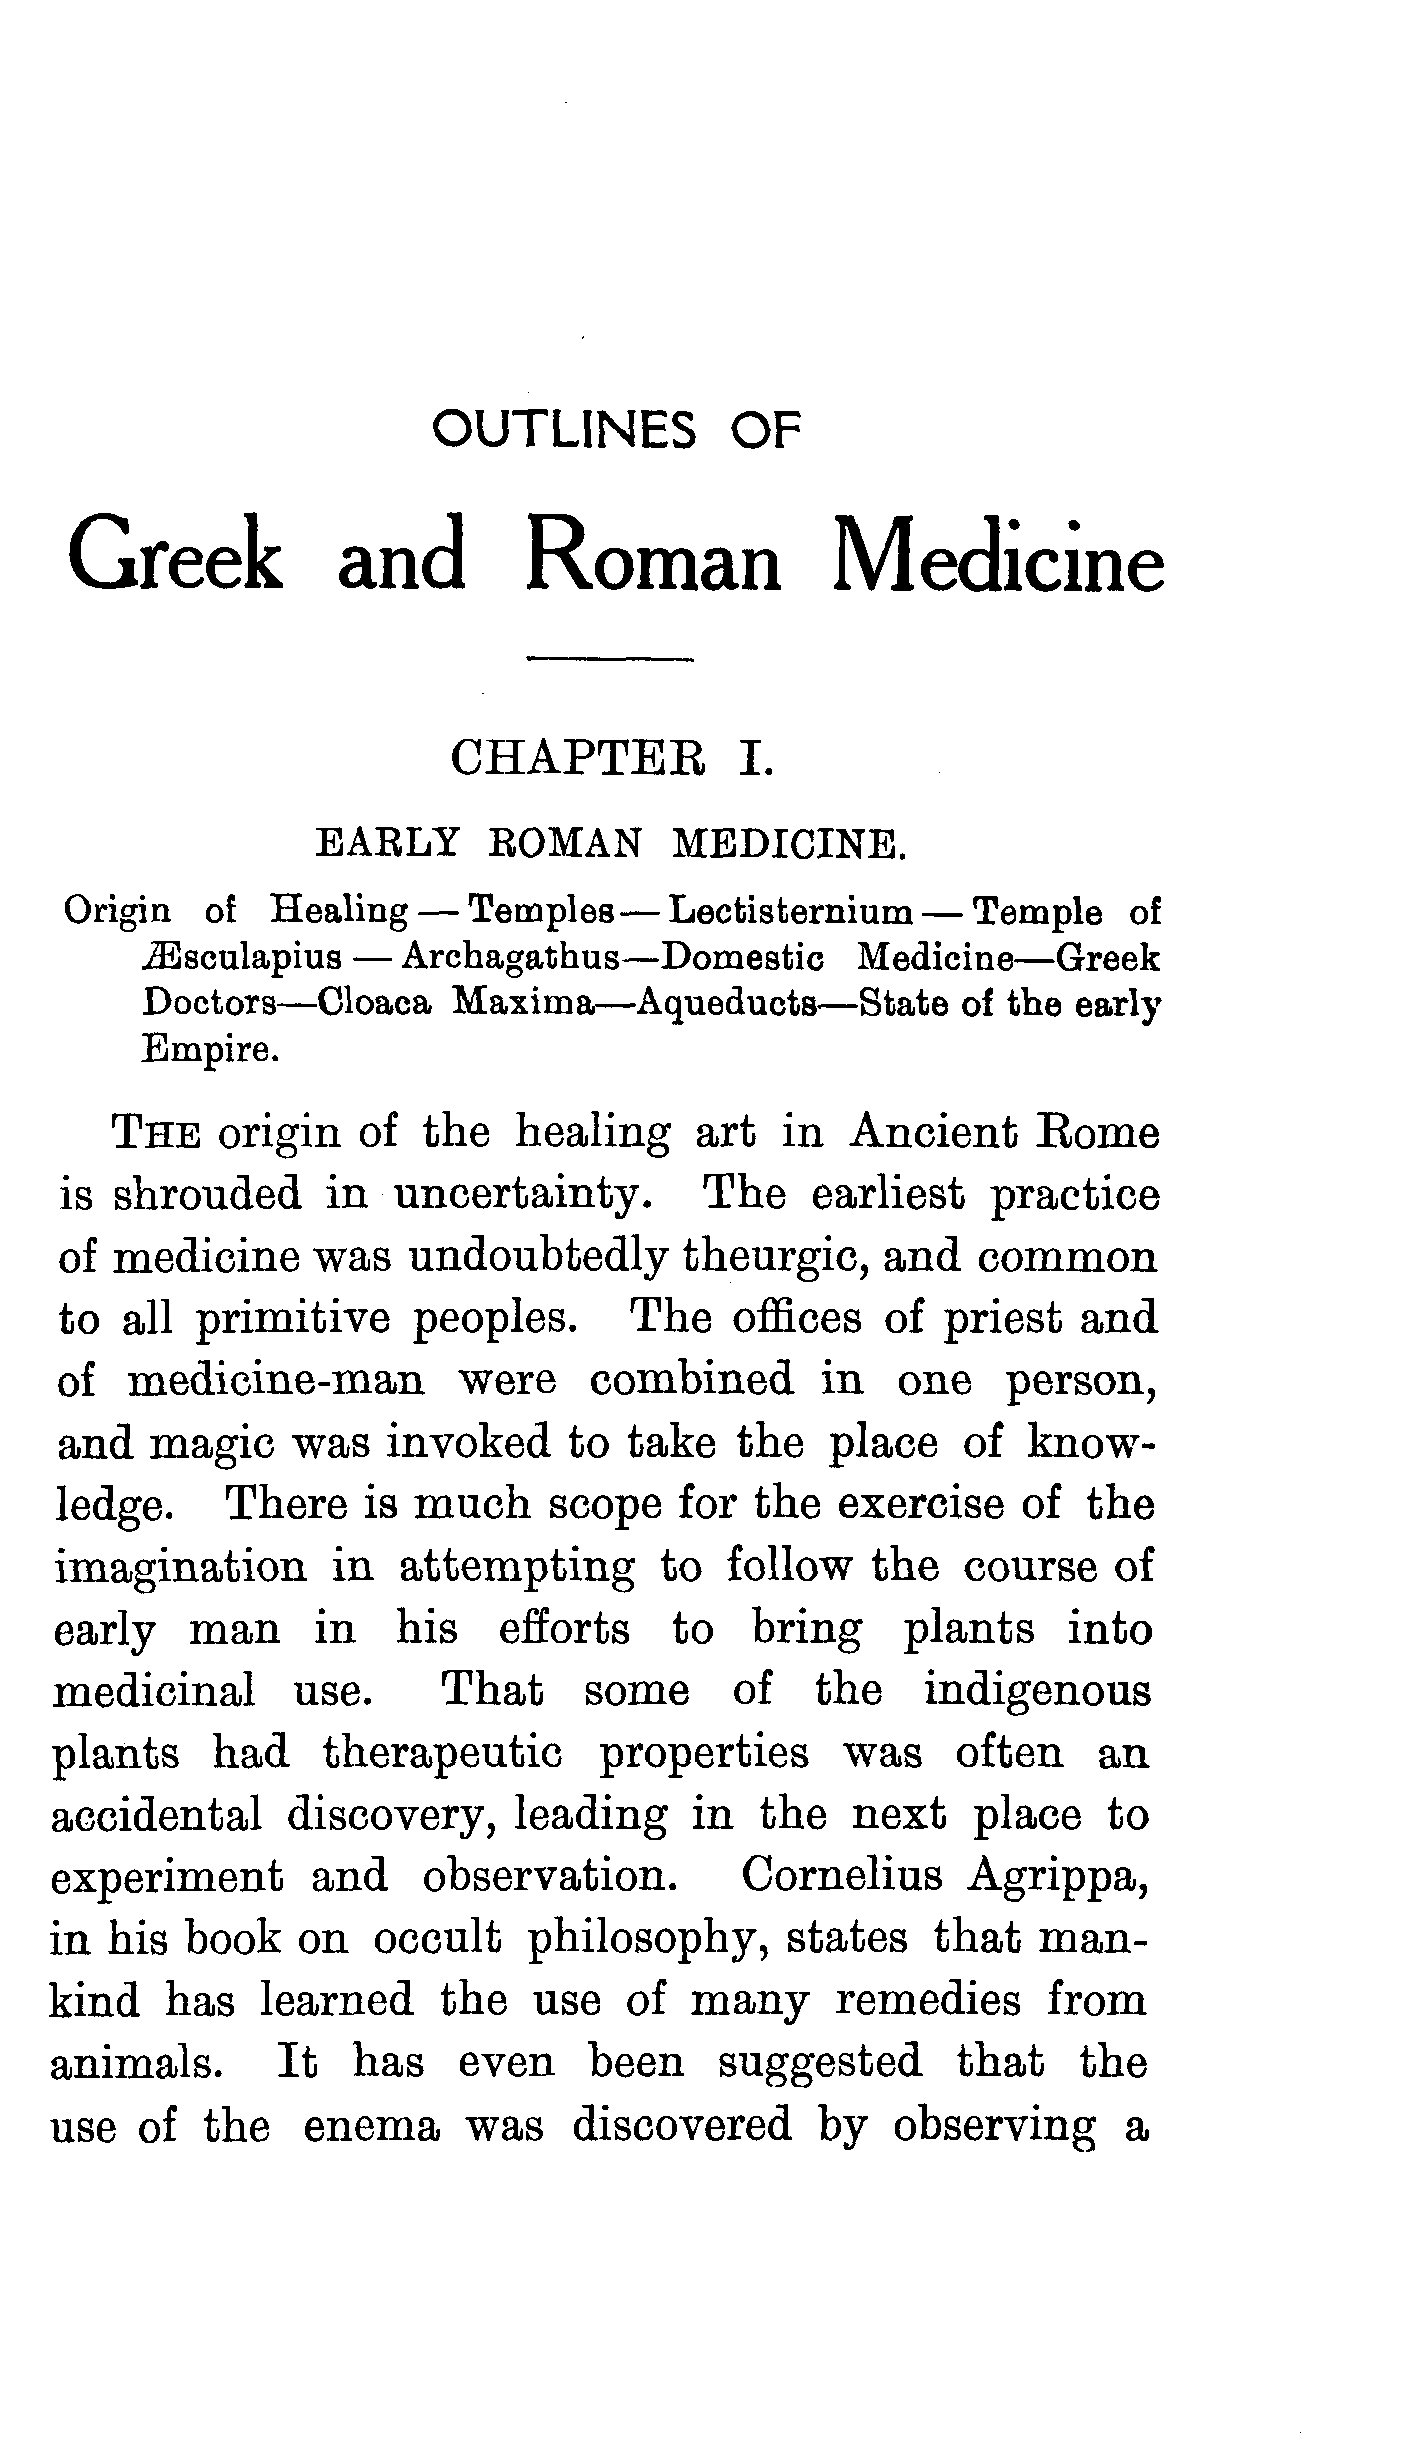 OUTLINES OF
Greek and Roman Medicine
CHAPTER I.
EARLY ROMAN MEDICINE.
Origin of Healing — Temples — Lectisternium — Temple of
Æsculapius — Archagathus—Domestic Medicine—Greek
Doctors—Cloaca Maxima—Aqueducts—State of the early
Empire.
THE origin of the healing art in Ancient Rome
is shrouded in uncertainty. The earliest practice
of medicine was undoubtedly theurgic, and common
to all primitive peoples. The offices of priest and
of medicine-man were combined in one person,
and magic was invoked to take the place of know-
ledge. There is much scope for the exercise of the
imagination in attempting to follow the course of
early man in his efforts to bring plants into
medicinal use. That some of the indigenous
plants had therapeutic properties was often an
accidental discovery, leading in the next place to
experiment and observation. Cornelius Agrippa,
in his book on occult philosophy, states that man-
kind has learned the use of many remedies from
animals. It has even been suggested that the
use of the enema was discovered by observing a